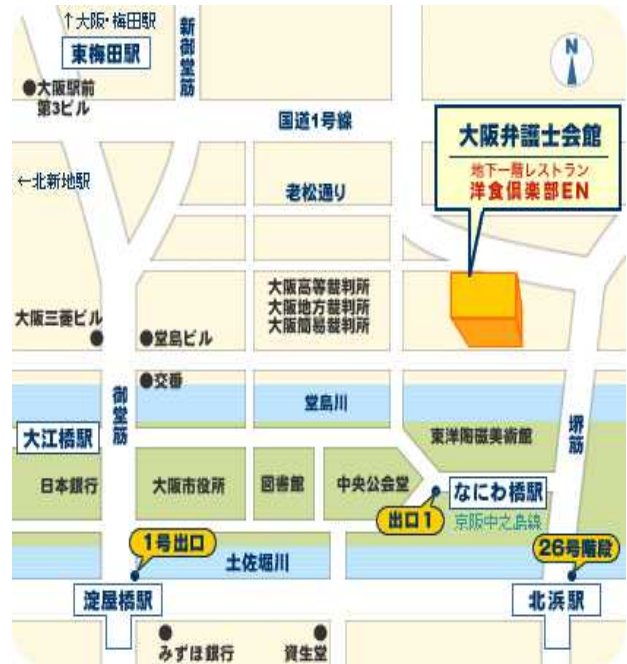 ↑大阪・梅田駅
東梅田駅
新御堂筋
N
●大阪駅前
第3ビル
国道1号線
大阪弁護士会館
地下一階レストラン
洋食倶楽部EN
←北新地駅
老松通り
大阪高等裁判所
大阪地方裁判所
大阪簡易裁判所
大阪三菱ビル
●堂島ビル
●交番
御堂筋
堂島川
堺筋
大江橋駅
東洋陶磁美術館
日本銀行
大阪市役所
図書館
中央公会堂
なにわ橋駅
出口1
京阪中之島線
1号出口
土佐堀川
26号階段
淀屋橋駅
北浜駅
みずほ銀行
資生堂